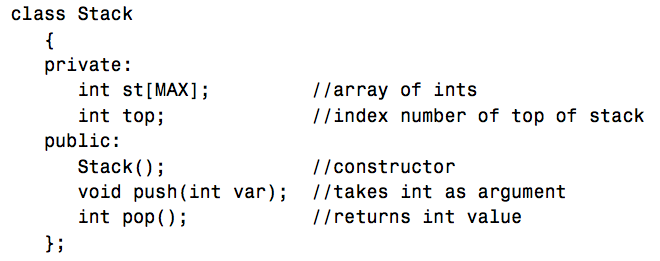 class Stack
{
private:
int st[MAX]; //array of ints
int top; //index number of top of stack
public:
Stack(); //constructor
void push(int var); //takes int as argument
int pop(); //returns int value
};